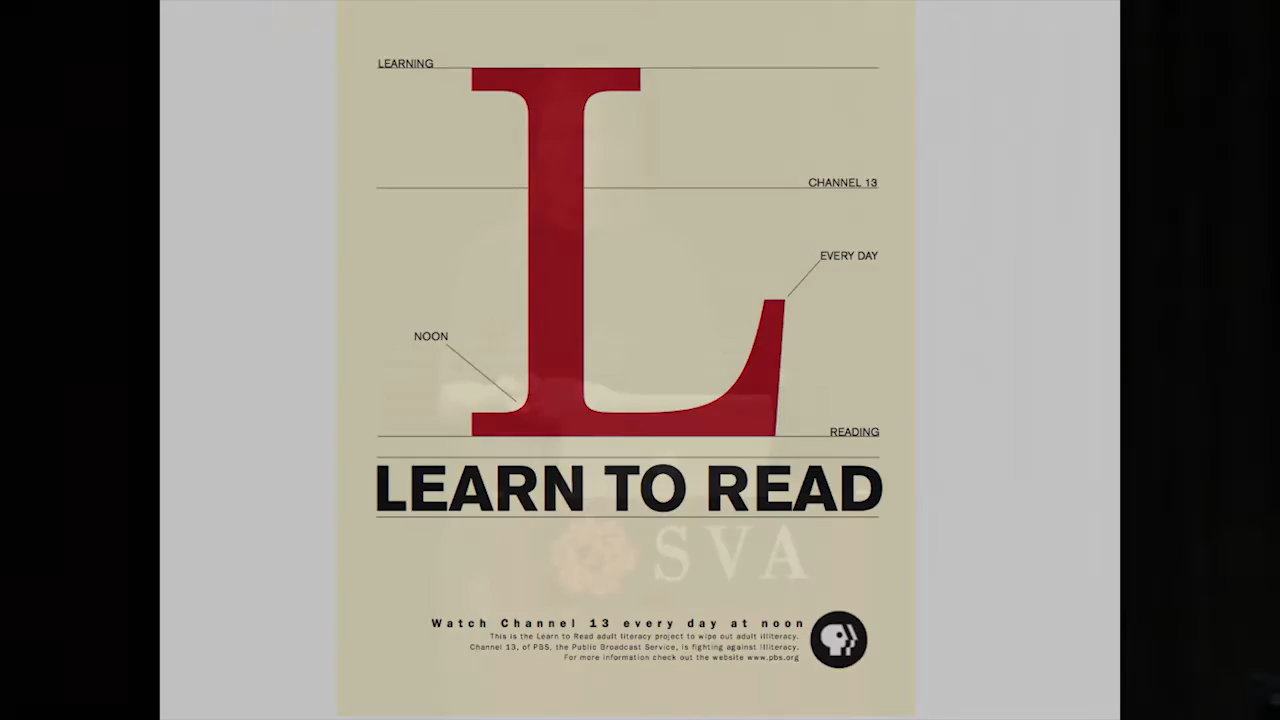 LEARNING
L
CHANNEL 13
EVERY DAY
NOON
READING
LEARN TO READ
SVA
Watch Channel 13 every day at noon
This is the Learn to Read adult literacy project to wipe out adult illiteracy.
Channel 13, of PBS, the Public Broadcast Service, is fighting against illiteracy.
For more information check out the website www.pbs.org